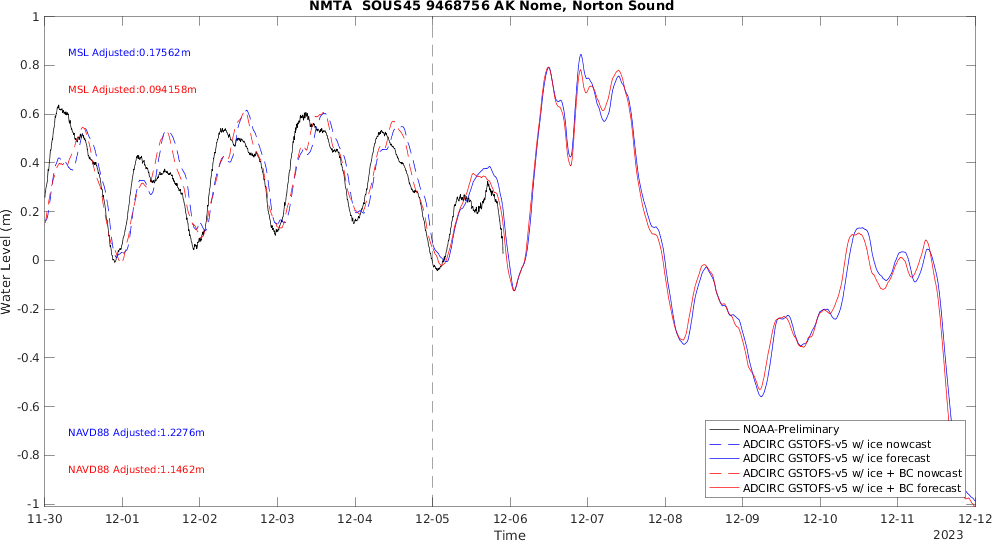 NMTA SOUS45 9468756 AK Nome, Norton Sound
MSL Adjusted:0.17562m
MSL Adjusted:0.094158m
NAVD88 Adjusted:1.2276m
NAVD88 Adjusted:1.1462m
Water Level (m)
1
0.8
0.6
0.4
0.2
0
-0.2
-0.4
-0.6
-0.8
-1
NOAA-Preliminary
ADCIRC GSTOFS-v5 w/ ice nowcast
ADCIRC GSTOFS-v5 w/ ice forecast
ADCIRC GSTOFS-v5 w/ ice + BC nowcast
ADCIRC GSTOFS-v5 w/ ice + BC forecast
11-30 12-01 12-02 12-03 12-04 12-05 12-06 12-07 12-08 12-09 12-10 12-11 12-12
Time
2023